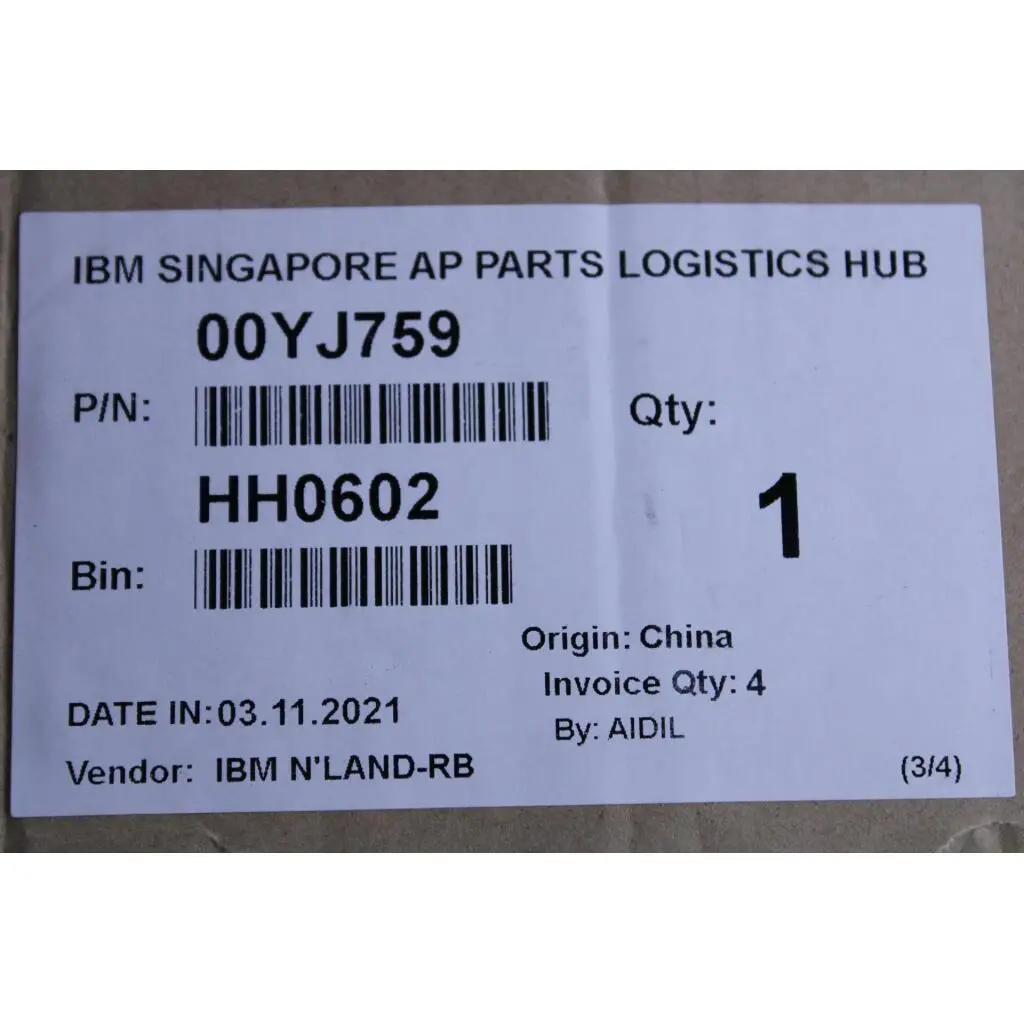 IBM SINGAPORE AP PARTS LOGISTICS HUB
00YJ759
P/N:
Qty:
HH0602
1
Bin:
Origin: China
Invoice Qty: 4
DATE IN:03.11.2021
By: AIDIL
Vendor: IBM N'LAND-RB
(3/4)